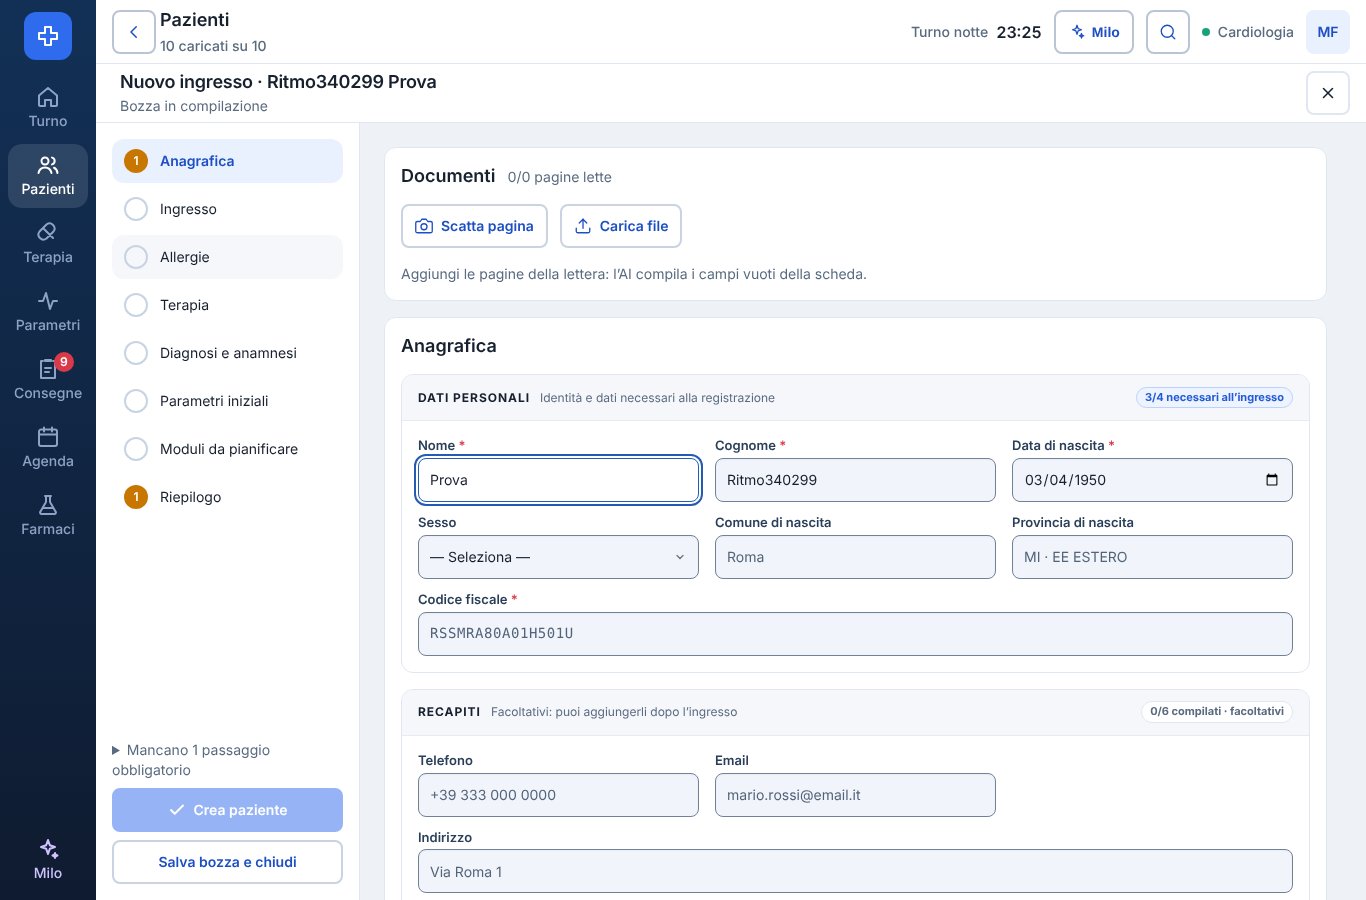 Pazienti
10 caricati su 10
Turno notte 23:25
Milo
Cardiologia
MF
Turno
Pazienti
Terapia
Parametri
9
Consegne
Agenda
Farmaci
Milo
Nuovo ingresso · Ritmo340299 Prova
Bozza in compilazione
1 Anagrafica
Ingresso
Allergie
Terapia
Diagnosi e anamnesi
Parametri iniziali
Moduli da pianificare
1 Riepilogo
Mancano 1 passaggio
obbligatorio
Crea paziente
Salva bozza e chiudi
Documenti 0/0 pagine lette
Scatta pagina
Carica file
Aggiungi le pagine della lettera: l’AI compila i campi vuoti della scheda.
Anagrafica
DATI PERSONALI Identità e dati necessari alla registrazione
3/4 necessari all’ingresso
Nome * Cognome * Data di nascita *
Prova Ritmo340299 03/04/1950
Sesso Comune di nascita Provincia di nascita
— Seleziona — Roma MI · EE ESTERO
Codice fiscale *
RSSMRA80A01H501U
RECAPITI Facoltativi: puoi aggiungerli dopo l’ingresso
0/6 compilati · facoltativi
Telefono Email
+39 333 000 0000 mario.rossi@email.it
Indirizzo
Via Roma 1